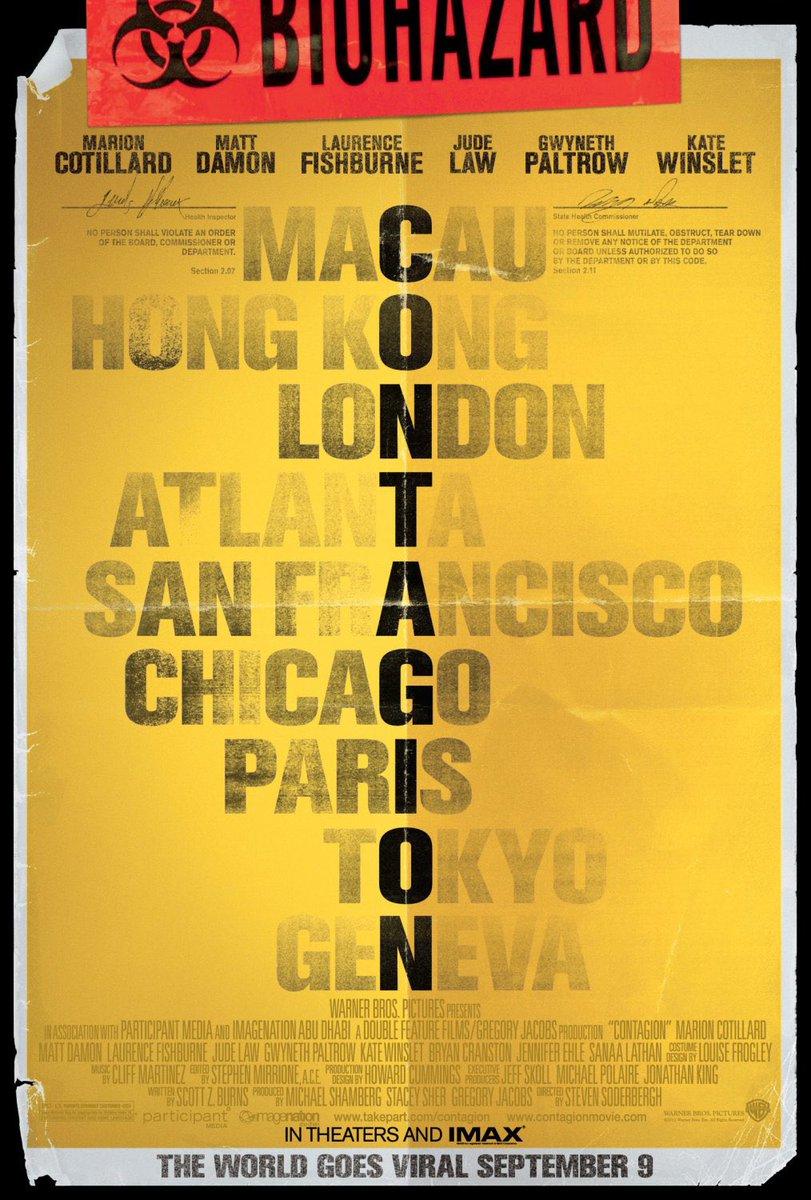 BIOHAZARD
MARION COTILLARD MATT DAMON LAURENCE FISHBURNE JUDE LAW GWYNETH PALTROW KATE WINSLET
Health Inspector
State Health Commissioner
NO PERSON SHALL VIOLATE AN ORDER
OF THE BOARD, COMMISSIONER OR
DEPARTMENT.
Section 2.07
NO PERSON SHALL MUTILATE, OBSTRUCT, TEAR DOWN
OR REMOVE ANY NOTICE OF THE DEPARTMENT
OR BOARD UNLESS AUTHORIZED TO DO SO
BY THE DEPARTMENT OR BY THIS CODE.
Section 2.11
MACAU
HONG KONG
LONDON
ATLANTA
SAN FRANCISCO
CHICAGO
PARIS
TOKYO
GENEVA
WARNER BROS. PICTURES PRESENTS
IN ASSOCIATION WITH PARTICIPANT MEDIA AND IMAGENATION ABU DHABI A DOUBLE FEATURE FILMS/GREGORY JACOBS PRODUCTION "CONTAGION" MARION COTILLARD
MATT DAMON LAURENCE FISHBURNE JUDE LAW GWYNETH PALTROW KATE WINSLET BRYAN CRANSTON JENNIFER EHLE SANAA LATHAN COSTUME DESIGN BY LOUISE FROGLEY
MUSIC BY CLIFF MARTINEZ EDITED BY STEPHEN MIRRIONE, A.C.E. PRODUCTION DESIGN BY HOWARD CUMMINGS EXECUTIVE PRODUCERS JEFF SKOLL MICHAEL POLAIRE JONATHAN KING
WRITTEN BY SCOTT Z. BURNS PRODUCED BY MICHAEL SHAMBERG STACEY SHER GREGORY JACOBS DIRECTED BY STEVEN SODERBERGH
participant MEDIA imagenation www.takepart.com/contagion www.contagionmovie.com WARNER BROS. PICTURES
IN THEATERS AND IMAX
THE WORLD GOES VIRAL SEPTEMBER 9